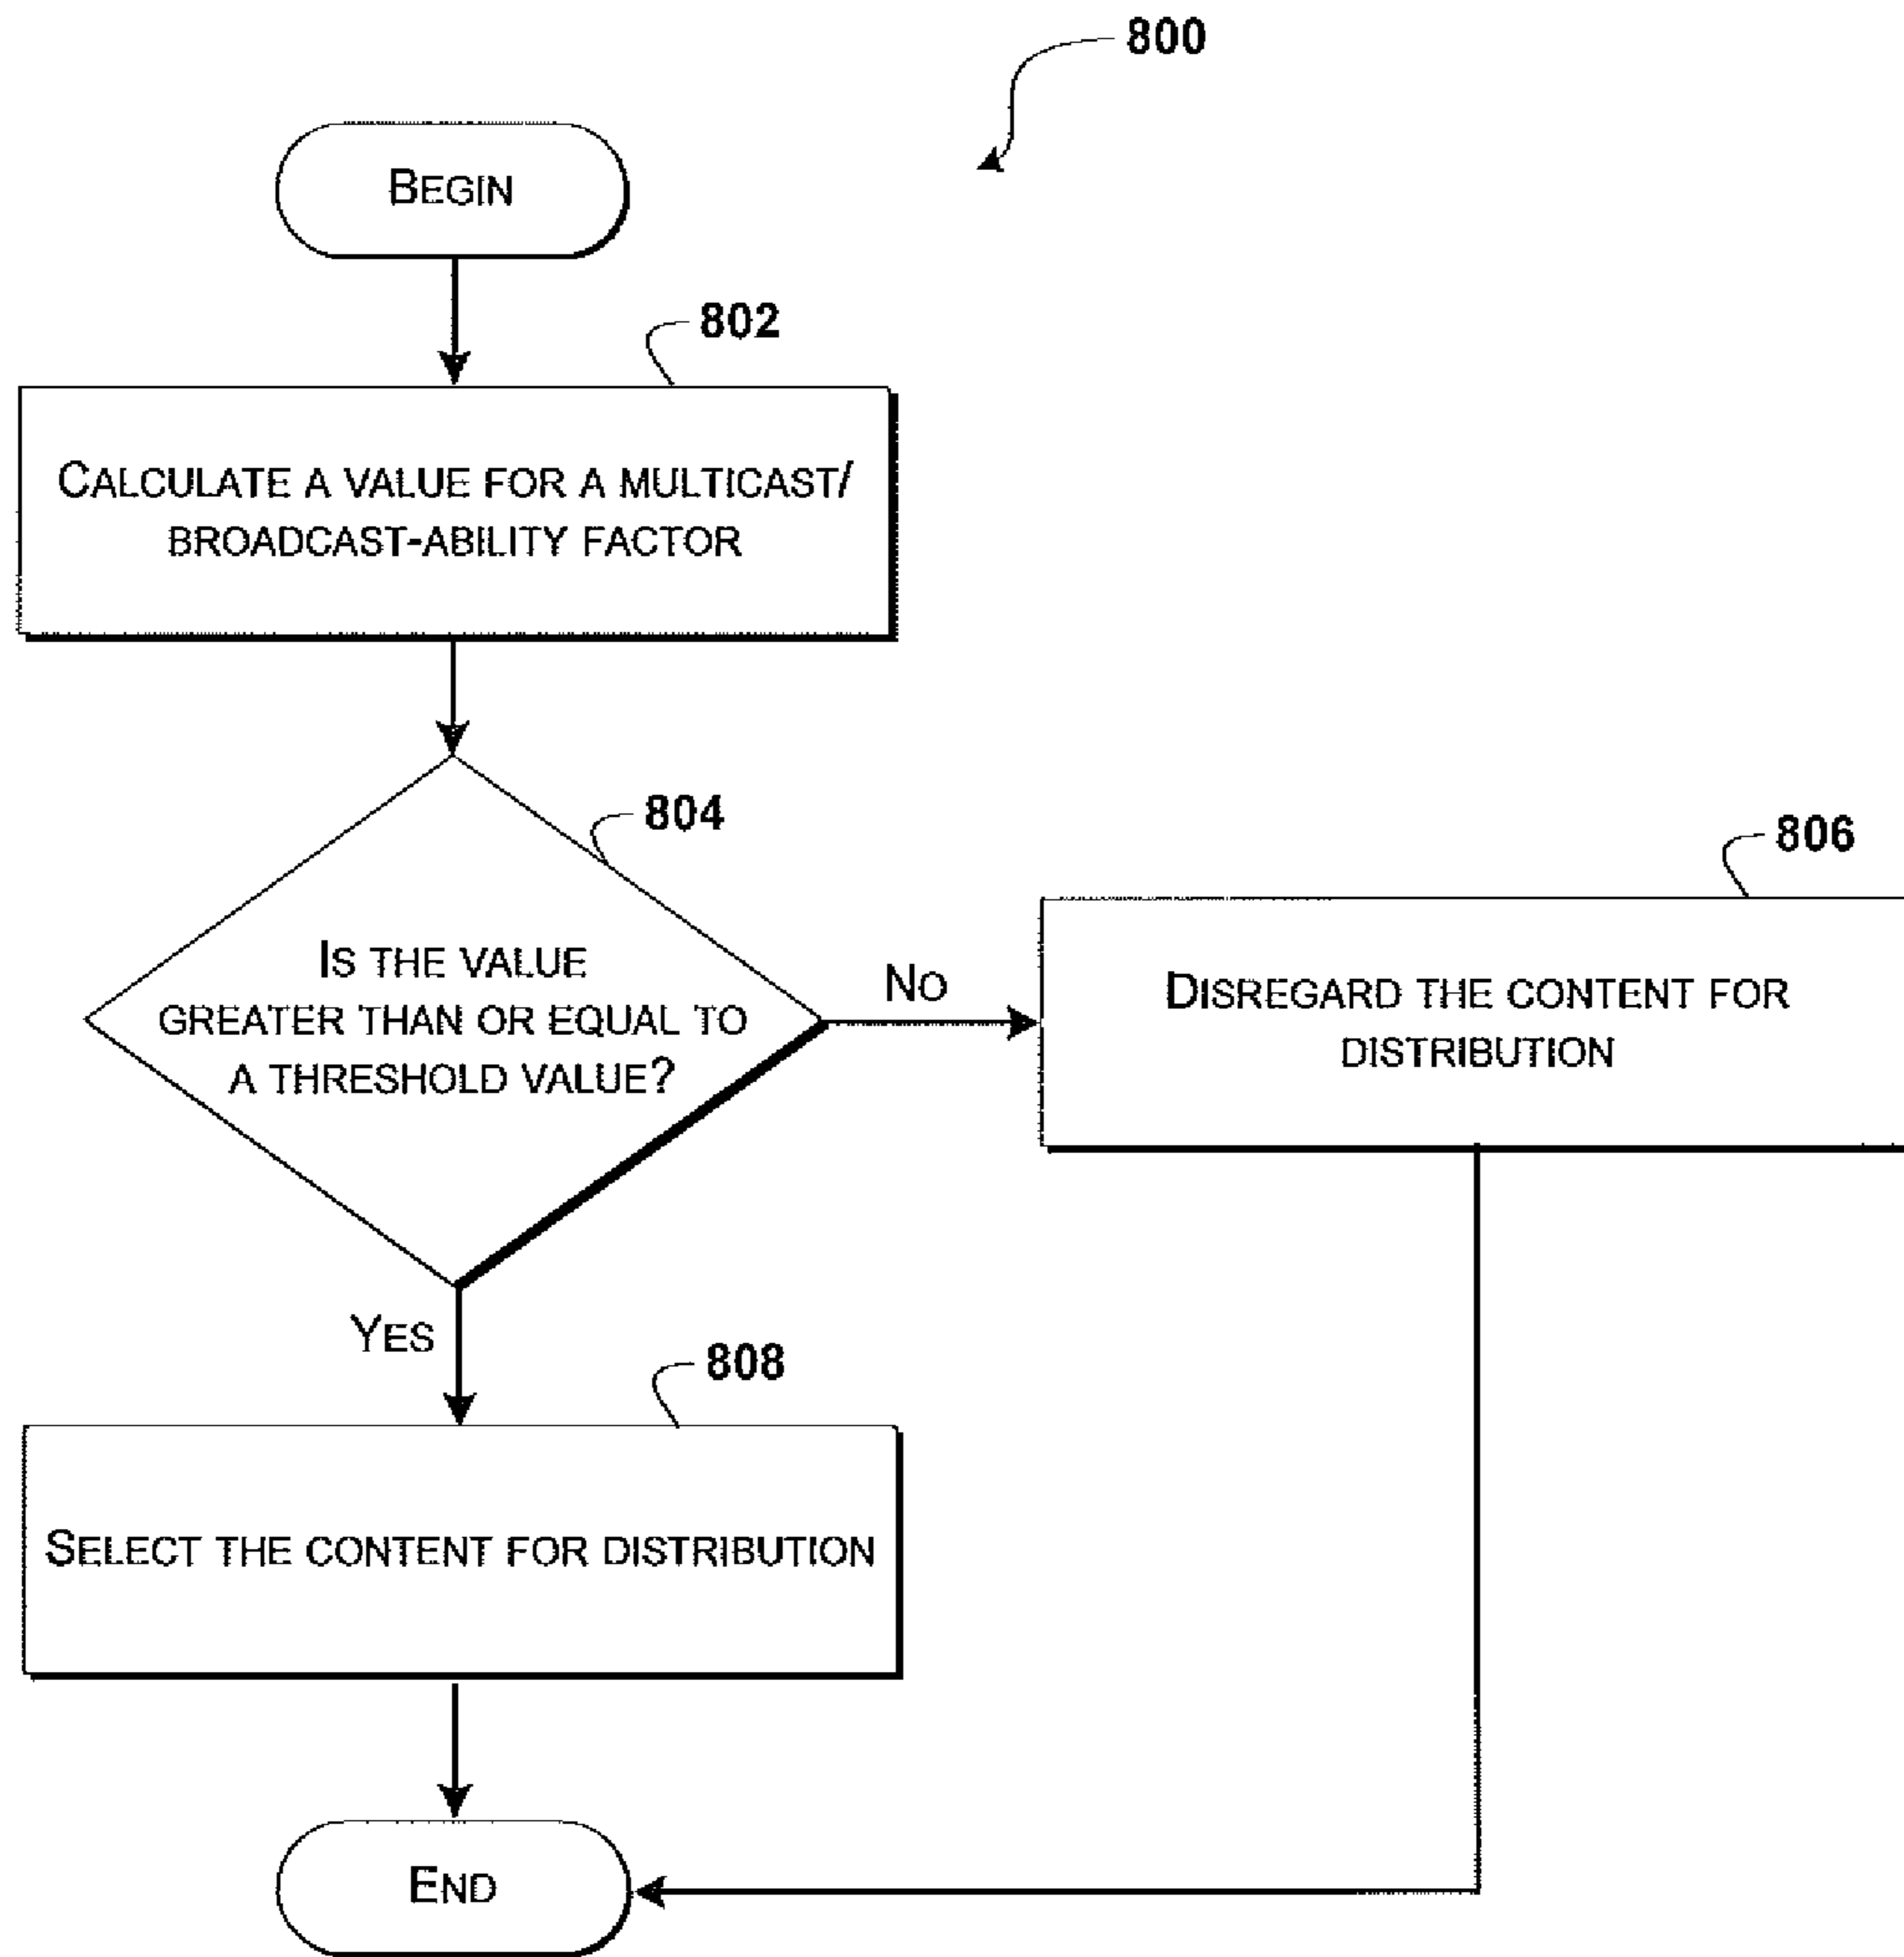 800
BEGIN
802
CALCULATE A VALUE FOR A MULTICAST/
BROADCAST-ABILITY FACTOR
804
IS THE VALUE
GREATER THAN OR EQUAL TO
A THRESHOLD VALUE?
NO
806
DISREGARD THE CONTENT FOR
DISTRIBUTION
YES
808
SELECT THE CONTENT FOR DISTRIBUTION
END